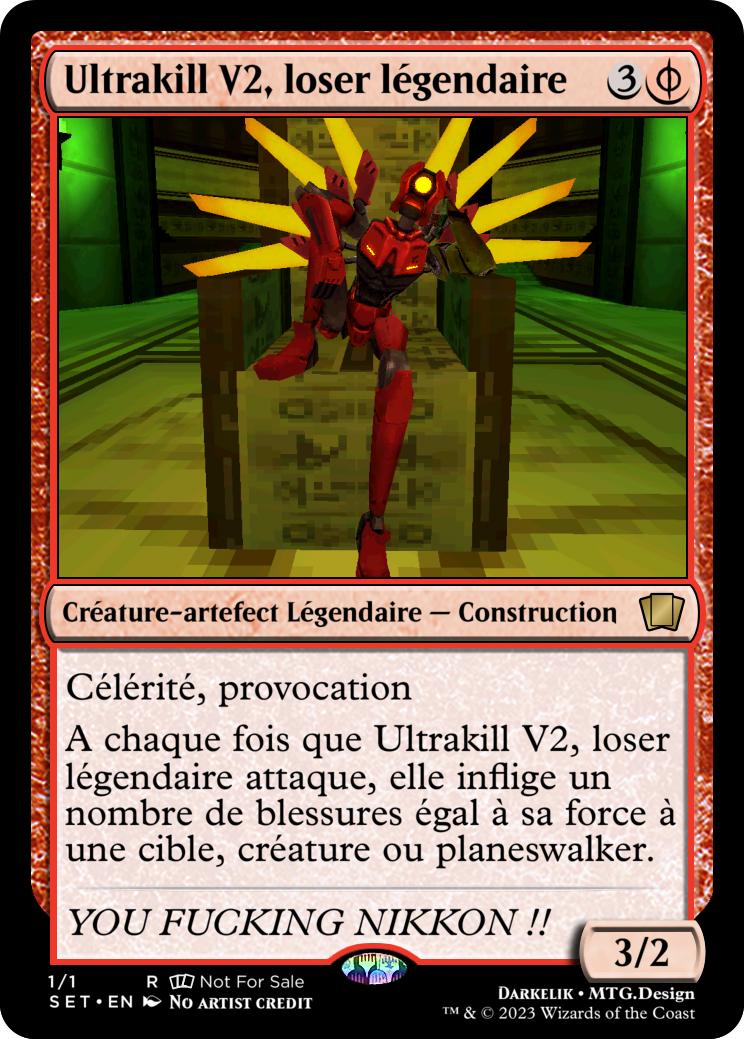 Ultrakill V2, loser légendaire 3
Créature-artefect Légendaire — Construction
Célérité, provocation
A chaque fois que Ultrakill V2, loser
légendaire attaque, elle inflige un
nombre de blessures égal à sa force à
une cible, créature ou planeswalker.
YOU FUCKING NIKKON !!
3/2
1/1 R Not For Sale
SET • EN No artist credit
Darkelik • MTG.Design
™ & © 2023 Wizards of the Coast